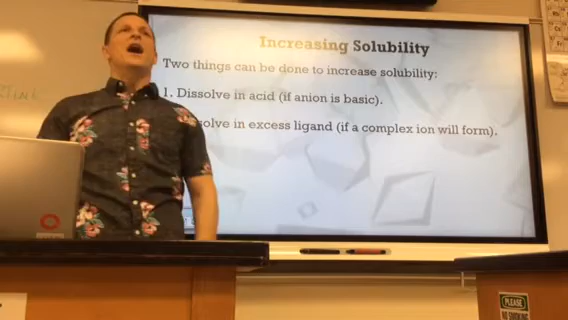 Increasing Solubility
Two things can be done to increase solubility:
1. Dissolve in acid (if anion is basic).
solve in excess ligand (if a complex ion will form).
PLEASE
NO SMOKING